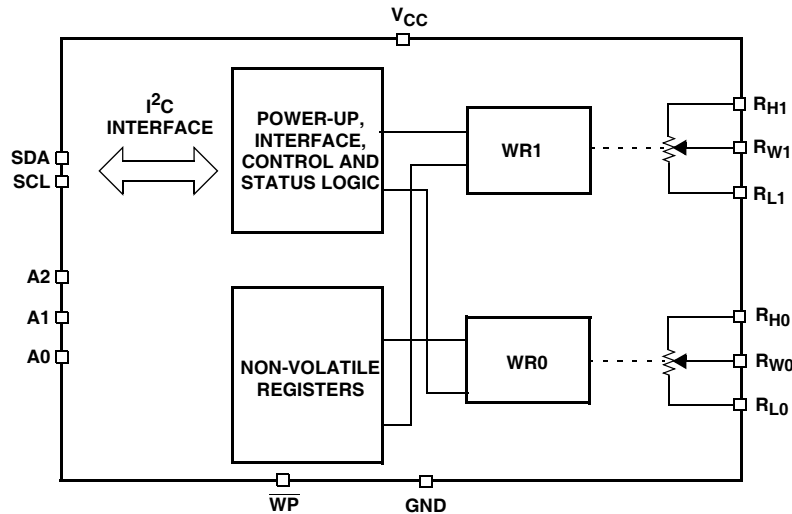 VCC
I²C
INTERFACE
POWER-UP,
INTERFACE,
CONTROL AND
STATUS LOGIC
WR1
RH1
RW1
RL1
SDA
SCL
A2
A1
A0
NON-VOLATILE
REGISTERS
WR0
RH0
RW0
RL0
WP
GND